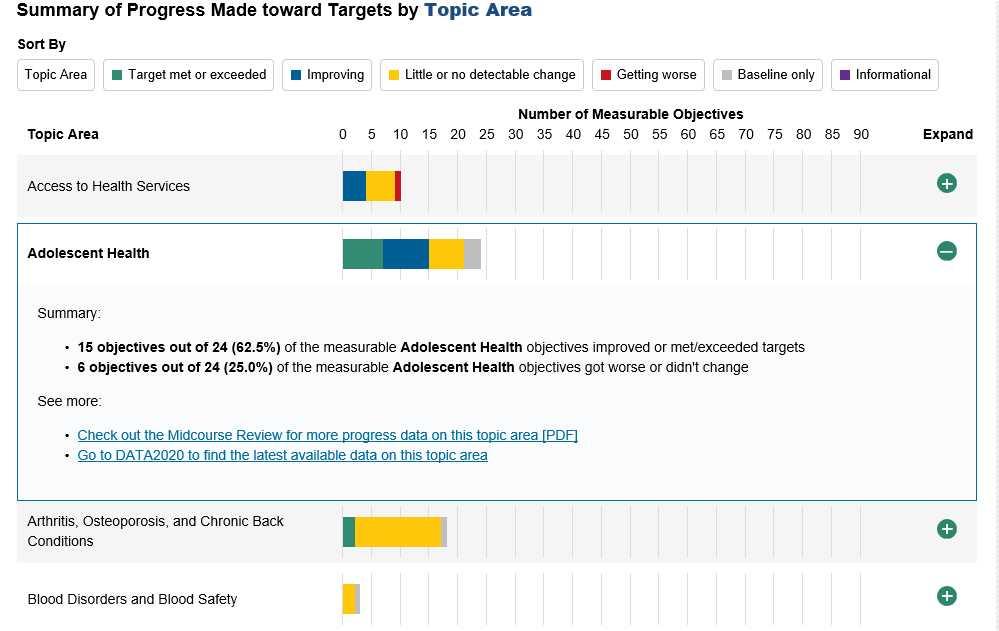 Summary of Progress Made toward Targets by Topic Area
Sort By
Topic Area
Target met or exceeded
Improving
Little or no detectable change
Getting worse
Baseline only
Informational
Number of Measurable Objectives
Topic Area
0 5 10 15 20 25 30 35 40 45 50 55 60 65 70 75 80 85 90
Expand
Access to Health Services
Adolescent Health
Summary:
• 15 objectives out of 24 (62.5%) of the measurable Adolescent Health objectives improved or met/exceeded targets
• 6 objectives out of 24 (25.0%) of the measurable Adolescent Health objectives got worse or didn't change
See more:
• Check out the Midcourse Review for more progress data on this topic area [PDF]
• Go to DATA2020 to find the latest available data on this topic area
Arthritis, Osteoporosis, and Chronic Back
Conditions
Blood Disorders and Blood Safety